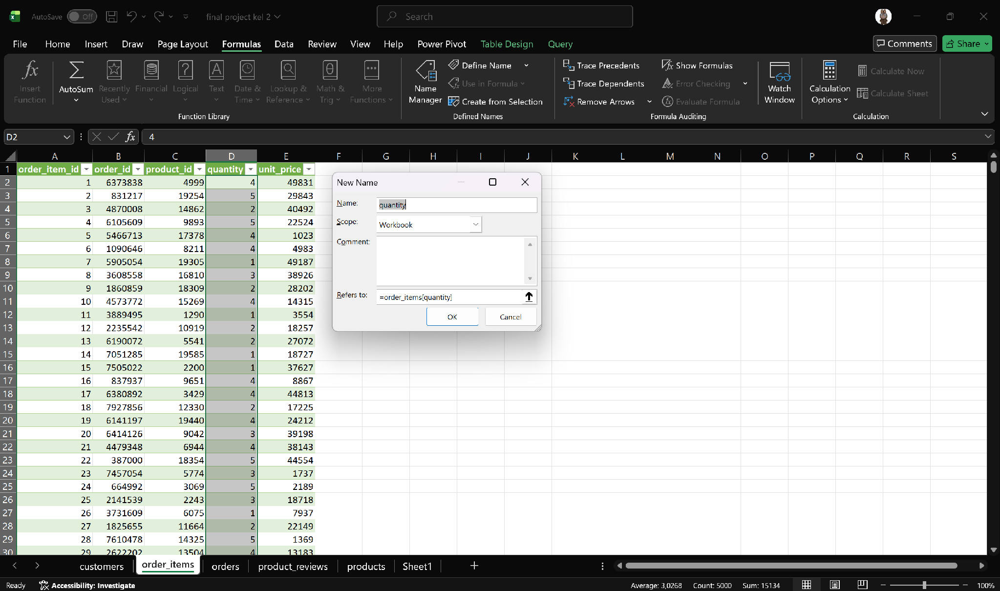 AutoSave Off final project kel 2 Search
File Home Insert Draw Page Layout Formulas Data Review View Help Power Pivot Table Design Query Comments Share
Insert Function
AutoSum
Recently Used
Financial
Logical
Text
Date & Time
Lookup & Reference
Math & Trig
More Functions
Function Library
Name Manager
Define Name
Use in Formula
Create from Selection
Defined Names
Trace Precedents
Trace Dependents
Remove Arrows
Show Formulas
Error Checking
Evaluate Formula
Formula Auditing
Watch Window
Calculation Options
Calculate Now
Calculate Sheet
Calculation
D2 fx 4
A B C D E F G H I J K L M N O P Q R S
1 order_item_id order_id product_id quantity unit_price
2 1 6373838 4999 4 49831
3 2 831217 19254 5 29843
4 3 4870008 14862 2 40492
5 4 6105609 9893 5 22524
6 5 5466713 17378 4 1023
7 6 1090646 8211 4 4983
8 7 5905054 19305 1 49187
9 8 3608558 16810 3 38926
10 9 1860859 18309 2 28202
11 10 4573772 15269 4 14315
12 11 3889495 1290 1 3554
13 12 2235542 10919 2 18257
14 13 6190072 5541 2 27072
15 14 7051285 19585 1 18727
16 15 7505022 2200 1 37627
17 16 837937 9651 4 8867
18 17 6380892 3429 4 44813
19 18 7927856 12330 2 17225
20 19 6141197 19440 4 24212
21 20 6414126 9042 3 39198
22 21 4479348 6944 4 38143
23 22 387000 18354 5 44554
24 23 7457054 5774 3 1737
25 24 664992 3069 5 2189
26 25 2141539 2243 3 18718
27 26 3731609 6075 1 7937
28 27 1825655 11664 2 22149
29 28 7610478 14325 5 1369
30 29 2622202 13504 4 13183
New Name
Name: quantity
Scope: Workbook
Comment:
Refers to: =order_items[quantity]
OK Cancel
customers order_items orders product_reviews products Sheet1
Ready Accessibility: Investigate Average: 3,0268 Count: 5000 Sum: 15134 100%